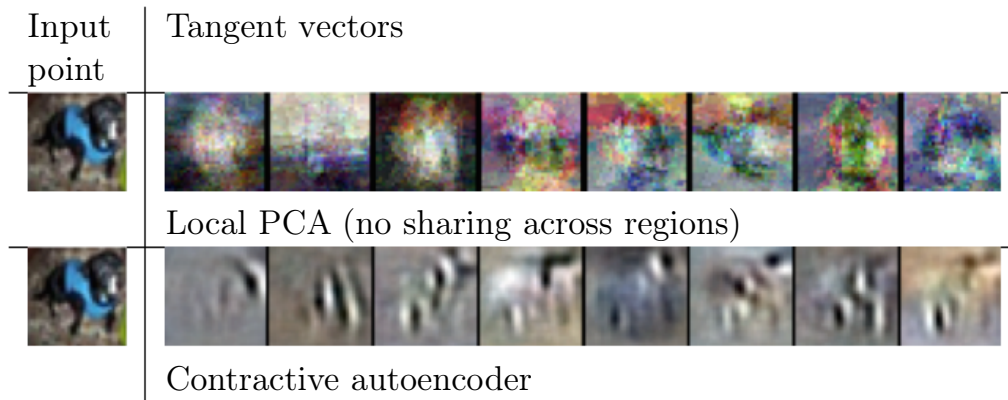 Input
point
Tangent vectors
Local PCA (no sharing across regions)
Contractive autoencoder